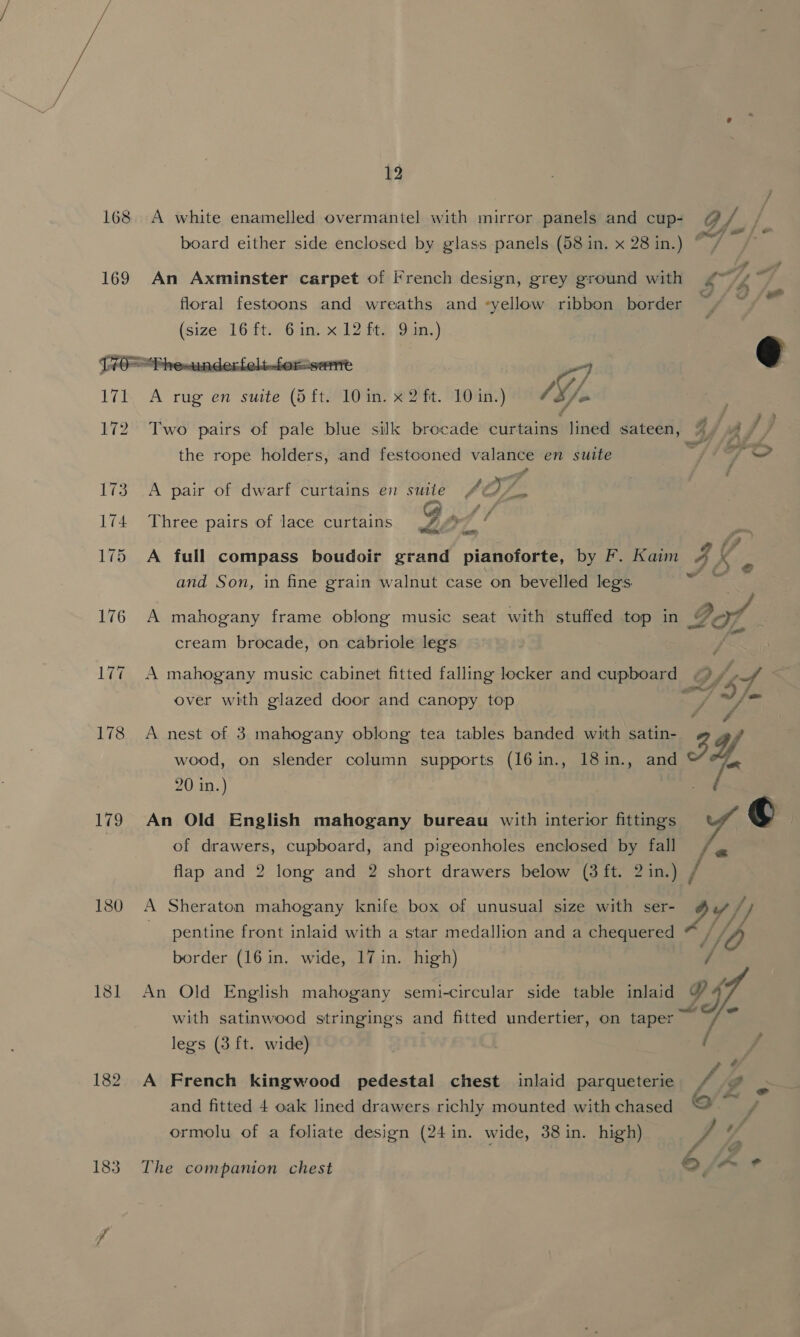 12
168 A white enamelled overmantel with mirror panels and cup-
board either side enclosed by glass panels (58 in. x 28 in.)
169 An Axminster carpet of French design, grey ground with
floral festoons and wreaths and yellow ribbon border
(size 16 ft. 6 in. x 12 ft. 9 in.)
170 The underfelt for same
171 A rug en suite (5 ft. 10 in. x 2 ft. 10 in.)
172 Two pairs of pale blue silk brocade curtains lined sateen,
the rope holders, and festooned valance en suite
173 A pair of dwarf curtains en suite
174 Three pairs of lace curtains
175 A full compass boudoir grand pianoforte, by F. Kaim
and Son, in fine grain walnut case on bevelled legs
176 A mahogany frame oblong music seat with stuffed top in
cream brocade, on cabriole legs
177 A mahogany music cabinet fitted falling locker and cupboard
over with glazed door and canopy top
178 A nest of 3 mahogany oblong tea tables banded with satin-
wood, on slender column supports (16 in., 18 in., and
20 in.)
179 An Old English mahogany bureau with interior fittings
of drawers, cupboard, and pigeonholes enclosed by fall
flap and 2 long and 2 short drawers below (3 ft. 2 in.)
180 A Sheraton mahogany knife box of unusual size with ser-
pentine front inlaid with a star medallion and a chequered
border (16 in. wide, 17 in. high)
181 An Old English mahogany semi-circular side table inlaid
with satinwood stringings and fitted undertier, on taper
legs (3 ft. wide)
182 A French kingwood pedestal chest inlaid parqueterie
and fitted 4 oak lined drawers richly mounted with chased
ormolu of a foliate design (24 in. wide, 38 in. high)
183 The companion chest